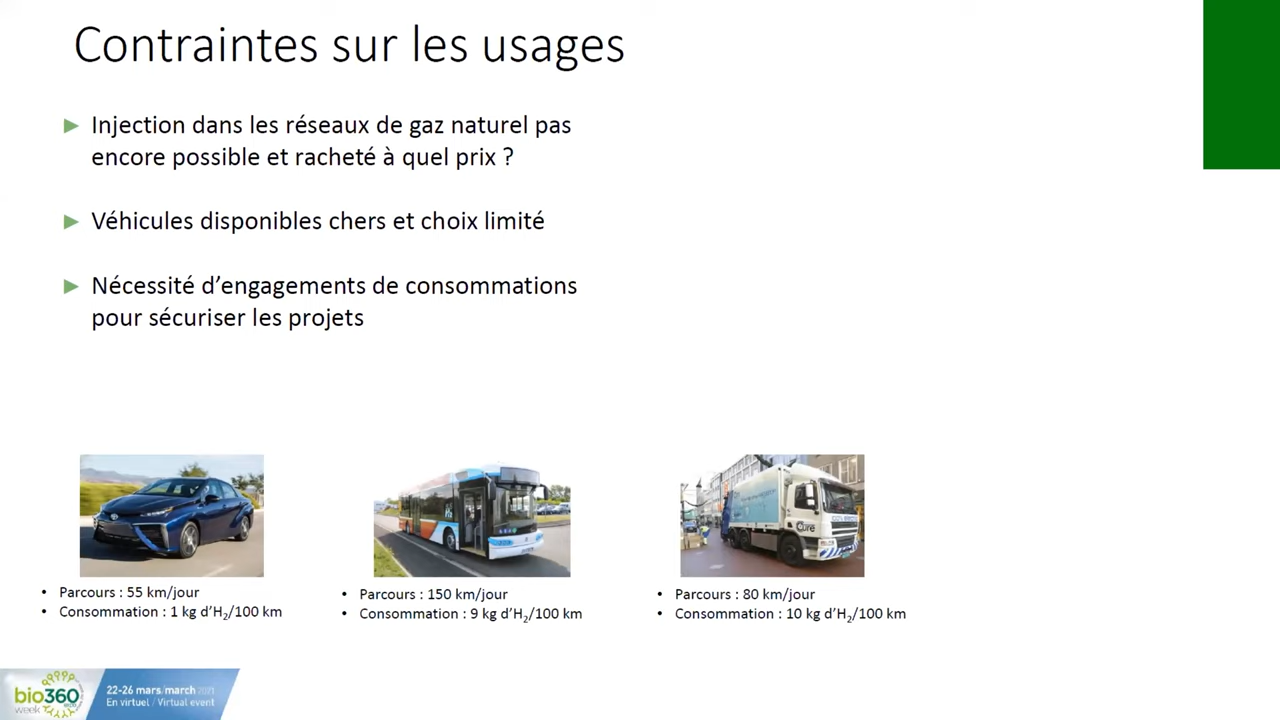 Contraintes sur les usages
► Injection dans les réseaux de gaz naturel pas
encore possible et racheté à quel prix ?
► Véhicules disponibles chers et choix limité
► Nécessité d’engagements de consommations
pour sécuriser les projets
• Parcours : 55 km/jour
• Consommation : 1 kg d’H₂/100 km
• Parcours : 150 km/jour
• Consommation : 9 kg d’H₂/100 km
• Parcours : 80 km/jour
• Consommation : 10 kg d’H₂/100 km
bio360
week
22-26 mars/march 2021
En virtuel / Virtual event